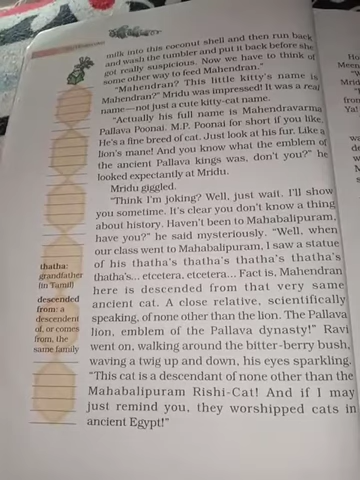 milk into this coconut shell and then run back
and wash the tumbler and put it back before she
got really suspicious. Now we have to think of
some other way to feed Mahendran."
"Mahendran? This little kitty's name is
Mahendran?" Mridu was impressed! It was a real
name—not just a cute kitty-cat name.
"Actually his full name is Mahendravarma
Pallava Poonai. M.P. Poonai for short if you like.
He's a fine breed of cat. Just look at his fur. Like a
lion's mane! And you know what the emblem of
the ancient Pallava kings was, don't you?" he
looked expectantly at Mridu.
Mridu giggled.
"Think I'm joking? Well, just wait. I'll show
you sometime. It's clear you don't know a thing
about history. Haven't been to Mahabalipuram,
have you?" he said mysteriously. "Well, when
our class went to Mahabalipuram, I saw a statue
of his thatha's thatha's thatha's thatha's
thatha's... etcetera, etcetera... Fact is, Mahendran
here is descended from that very same
ancient cat. A close relative, scientifically
speaking, of none other than the lion. The Pallava
lion, emblem of the Pallava dynasty!" Ravi
went on, walking around the bitter-berry bush,
waving a twig up and down, his eyes sparkling.
"This cat is a descendant of none other than the
Mahabalipuram Rishi-Cat! And if I may
just remind you, they worshipped cats in
ancient Egypt!"
thatha:
grandfather
(in Tamil)
descended
from: a
descendent
of, or comes
from, the
same family
Ho
Meen
Mrid
from
Ya!